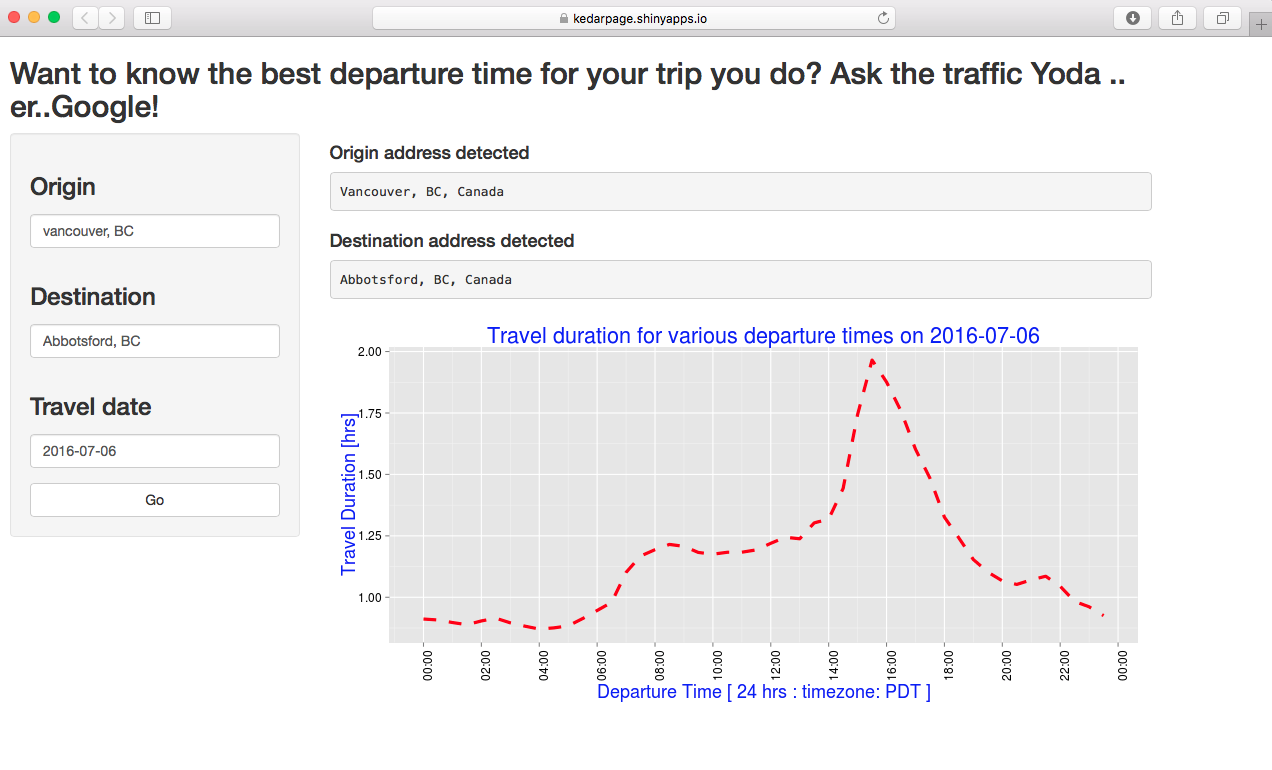 kedarpage.shinyapps.io
Want to know the best departure time for your trip you do? Ask the traffic Yoda ..
er..Google!
Origin
vancouver, BC
Destination
Abbotsford, BC
Travel date
2016-07-06
Go
Origin address detected
Vancouver, BC, Canada
Destination address detected
Abbotsford, BC, Canada
Travel duration for various departure times on 2016-07-06
Travel Duration [hrs]
2.00
1.75
1.50
1.25
1.00
00:00
02:00
04:00
06:00
08:00
10:00
12:00
14:00
16:00
18:00
20:00
22:00
00:00
Departure Time [ 24 hrs : timezone: PDT ]